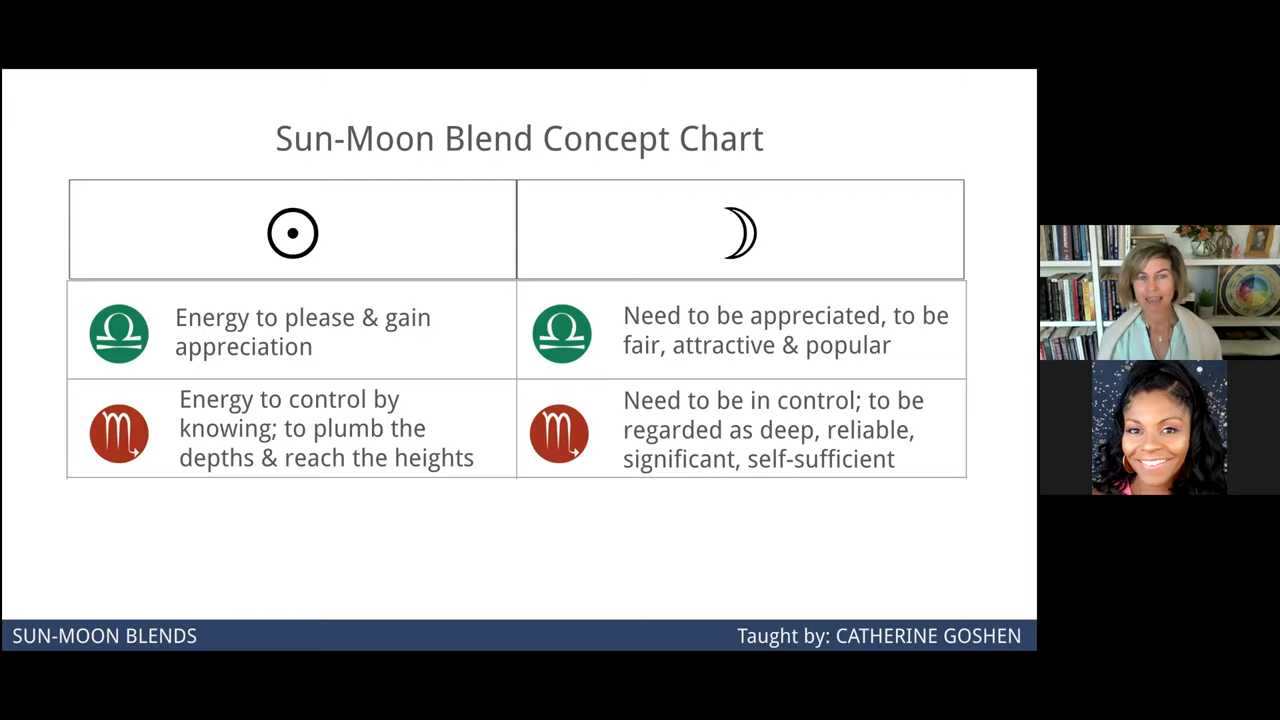 Sun-Moon Blend Concept Chart
Energy to please & gain
appreciation
Need to be appreciated, to be
fair, attractive & popular
Energy to control by
knowing; to plumb the
depths & reach the heights
Need to be in control; to be
regarded as deep, reliable,
significant, self-sufficient
SUN-MOON BLENDS
Taught by: CATHERINE GOSHEN